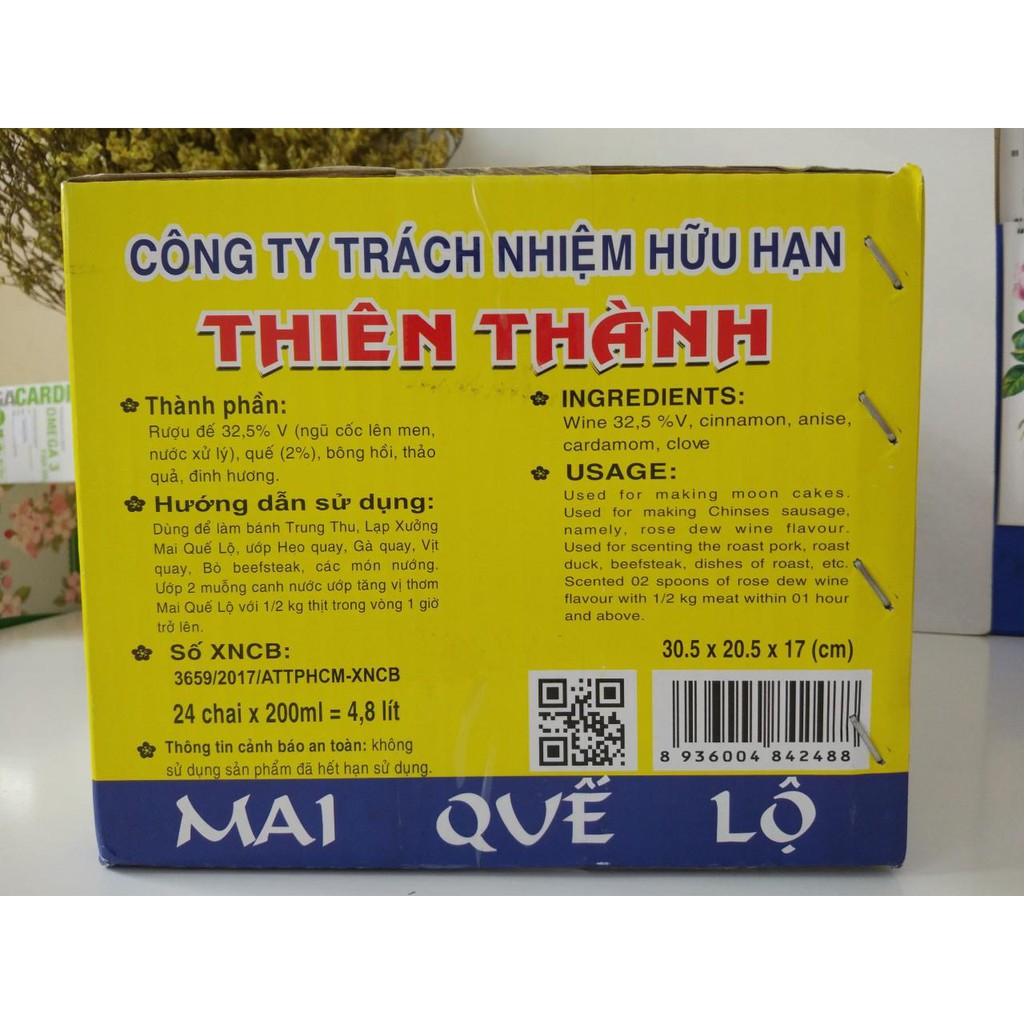 CÔNG TY TRÁCH NHIỆM HỮU HẠN
THIÊN THÀNH
Thành phần:
Rượu đế 32,5% V (ngũ cốc lên men,
nước xử lý), quế (2%), bông hồi, thảo
quả, đinh hương.
Hướng dẫn sử dụng:
Dùng để làm bánh Trung Thu, Lạp Xưởng
Mai Quế Lộ, ướp Heo quay, Gà quay, Vịt
quay, Bò beefsteak, các món nướng.
Ướp 2 muỗng canh nước ướp tăng vị thơm
Mai Quế Lộ với 1/2 kg thịt trong vòng 1 giờ
trở lên.
Số XNCB:
3659/2017/ATTPHCM-XNCB
24 chai x 200ml = 4,8 lít
Thông tin cảnh báo an toàn: không
sử dụng sản phẩm đã hết hạn sử dụng.
INGREDIENTS:
Wine 32,5 %V, cinnamon, anise,
cardamom, clove
USAGE:
Used for making moon cakes.
Used for making Chinses sausage,
namely, rose dew wine flavour.
Used for scenting the roast pork, roast
duck, beefsteak, dishes of roast, etc.
Scented 02 spoons of rose dew wine
flavour with 1/2 kg meat within 01 hour
and above.
30.5 x 20.5 x 17 (cm)
8 936004 842488
MAI QUẾ LỘ
CARDI
OMEGA 3